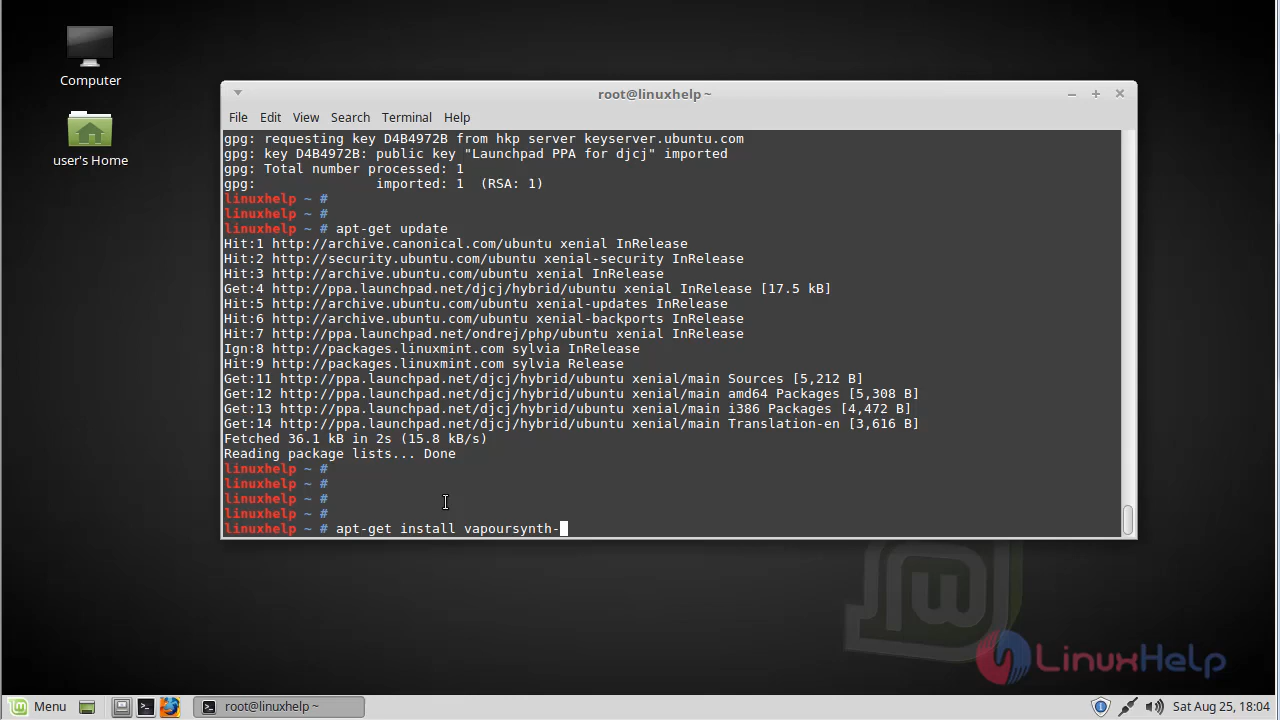 Computer
user's Home
root@linuxhelp ~
File Edit View Search Terminal Help
gpg: requesting key D4B4972B from hkp server keyserver.ubuntu.com
gpg: key D4B4972B: public key "Launchpad PPA for djcj" imported
gpg: Total number processed: 1
gpg:               imported: 1  (RSA: 1)
linuxhelp ~ #
linuxhelp ~ #
linuxhelp ~ # apt-get update
Hit:1 http://archive.canonical.com/ubuntu xenial InRelease
Hit:2 http://security.ubuntu.com/ubuntu xenial-security InRelease
Hit:3 http://archive.ubuntu.com/ubuntu xenial InRelease
Get:4 http://ppa.launchpad.net/djcj/hybrid/ubuntu xenial InRelease [17.5 kB]
Hit:5 http://archive.ubuntu.com/ubuntu xenial-updates InRelease
Hit:6 http://archive.ubuntu.com/ubuntu xenial-backports InRelease
Hit:7 http://ppa.launchpad.net/ondrej/php/ubuntu xenial InRelease
Ign:8 http://packages.linuxmint.com sylvia InRelease
Hit:9 http://packages.linuxmint.com sylvia Release
Get:11 http://ppa.launchpad.net/djcj/hybrid/ubuntu xenial/main Sources [5,212 B]
Get:12 http://ppa.launchpad.net/djcj/hybrid/ubuntu xenial/main amd64 Packages [5,308 B]
Get:13 http://ppa.launchpad.net/djcj/hybrid/ubuntu xenial/main i386 Packages [4,472 B]
Get:14 http://ppa.launchpad.net/djcj/hybrid/ubuntu xenial/main Translation-en [3,616 B]
Fetched 36.1 kB in 2s (15.8 kB/s)
Reading package lists... Done
linuxhelp ~ #
linuxhelp ~ #
linuxhelp ~ #
linuxhelp ~ #
linuxhelp ~ # apt-get install vapoursynth-
LinuxHelp
Menu root@linuxhelp ~ Sat Aug 25, 18:04